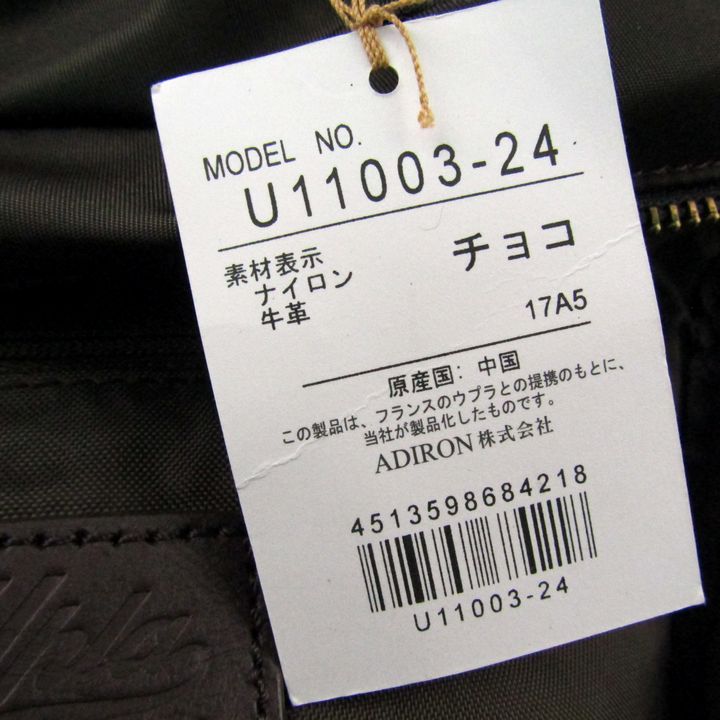 MODEL NO.
U11003-24
チョコ
素材表示
ナイロン
牛革
17A5
原産国: 中国
この製品は、フランスのウプラとの提携のもとに、
当社が製品化したものです。
ADIRON 株式会社
4513598684218
U11003-24